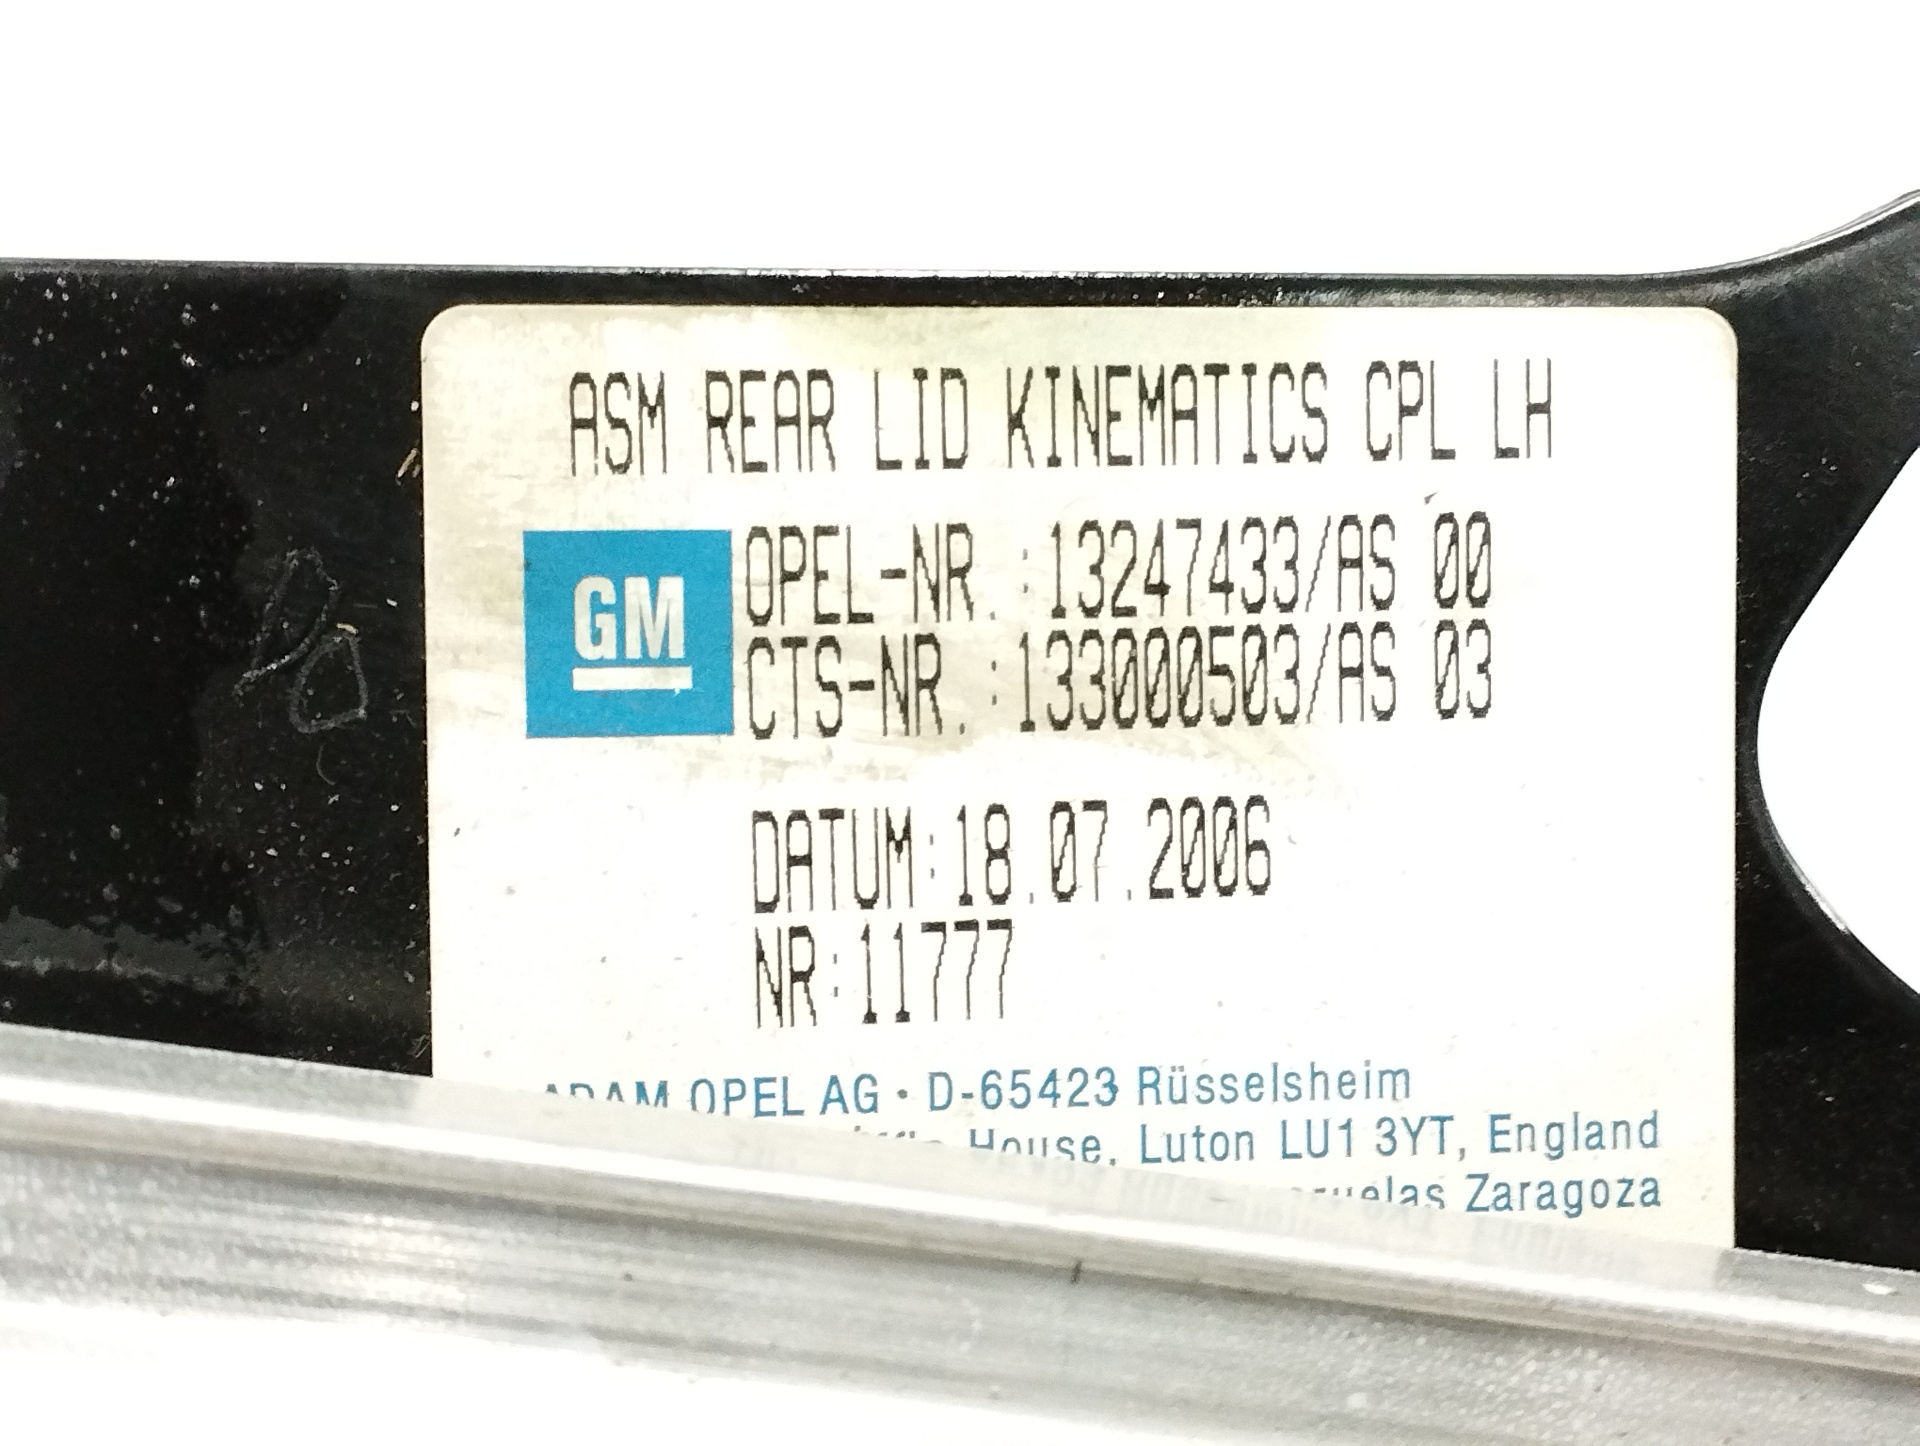 ASM REAR LID KINEMATICS CPL LH
GM
OPEL-NR.:13247433/AS 00
CTS-NR.:133000503/AS 03
DATUM:18.07.2006
NR:11777
ADAM OPEL AG · D-65423 Rüsselsheim
House, Luton LU1 3YT, England
Zaragoza